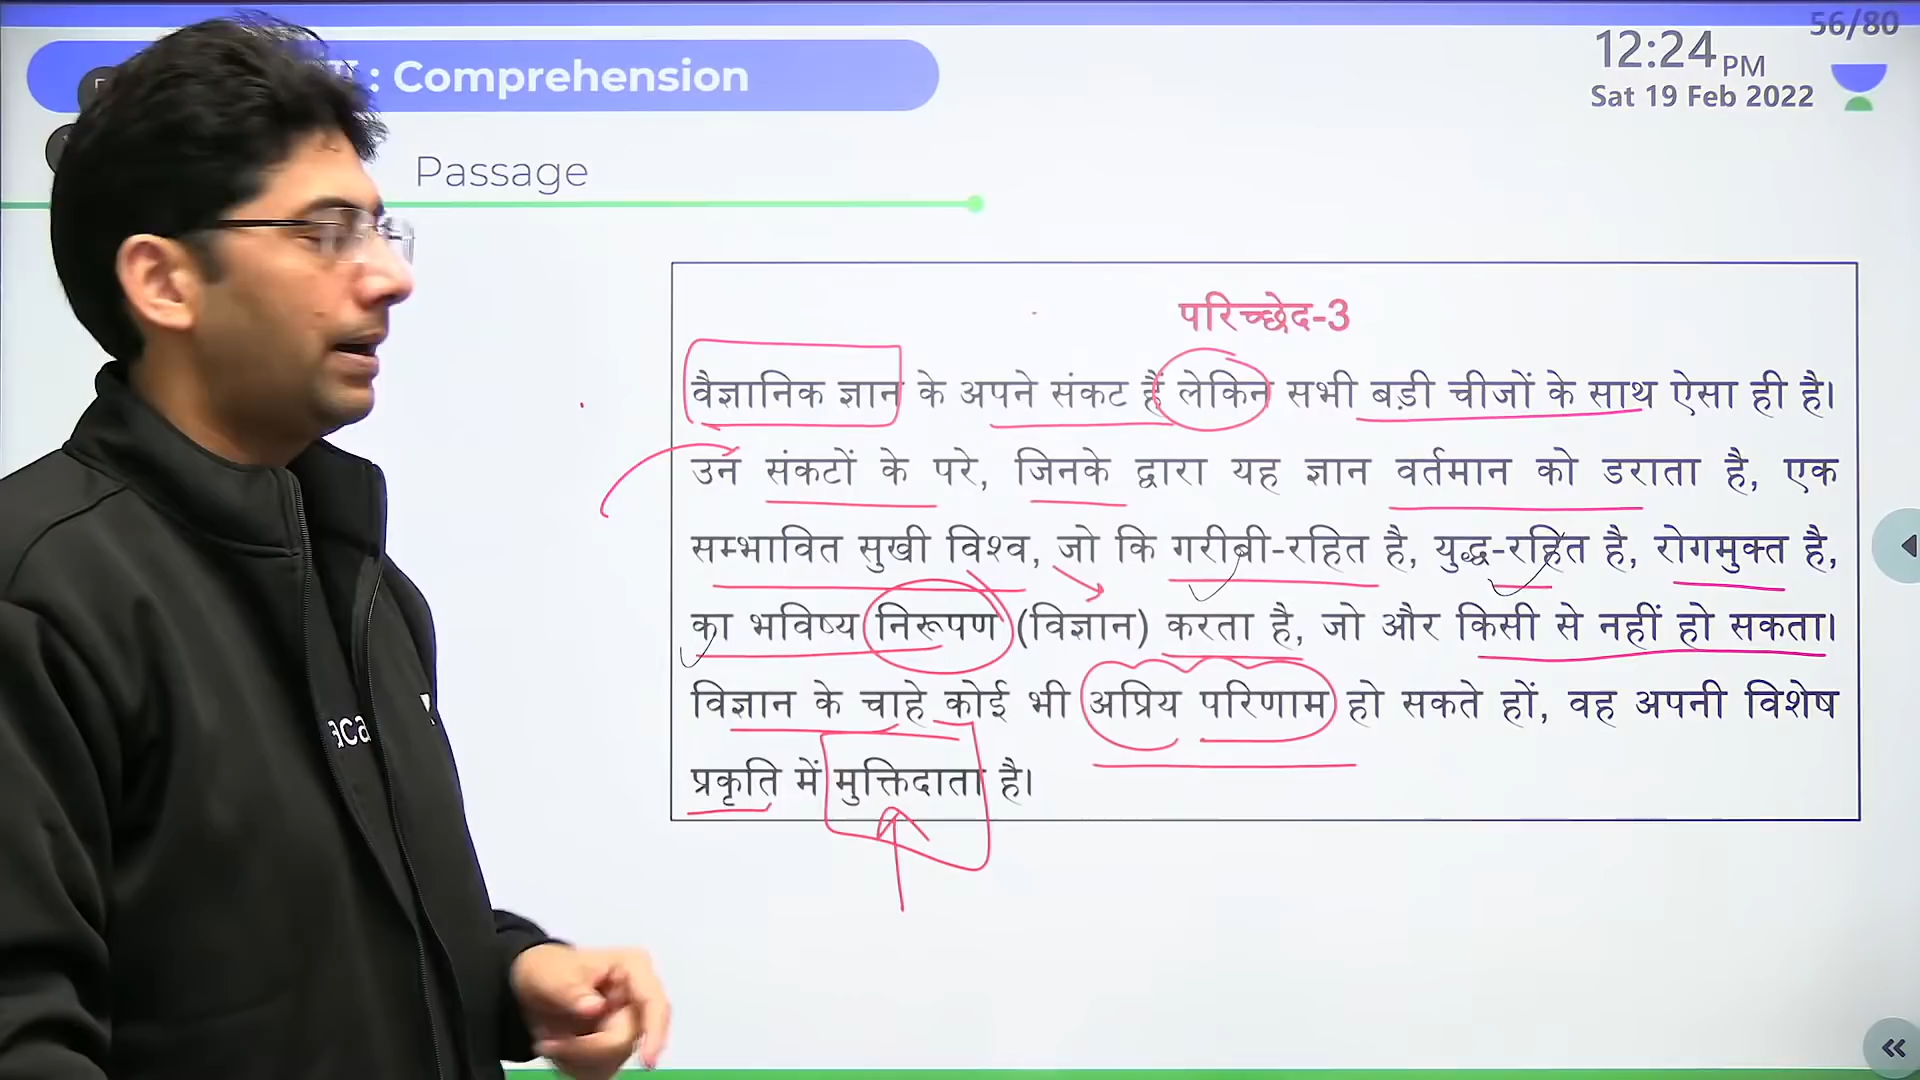 56/80
12:24 PM
Sat 19 Feb 2022
: Comprehension
Passage
परिच्छेद-3
वैज्ञानिक ज्ञान के अपने संकट हैं लेकिन सभी बड़ी चीजों के साथ ऐसा ही है।
उन संकटों के परे, जिनके द्वारा यह ज्ञान वर्तमान को डराता है, एक
सम्भावित सुखी विश्व, जो कि गरीबी-रहित है, युद्ध-रहित है, रोगमुक्त है,
का भविष्य निरूपण (विज्ञान) करता है, जो और किसी से नहीं हो सकता।
विज्ञान के चाहे कोई भी अप्रिय परिणाम हो सकते हों, वह अपनी विशेष
प्रकृति में मुक्तिदाता है।